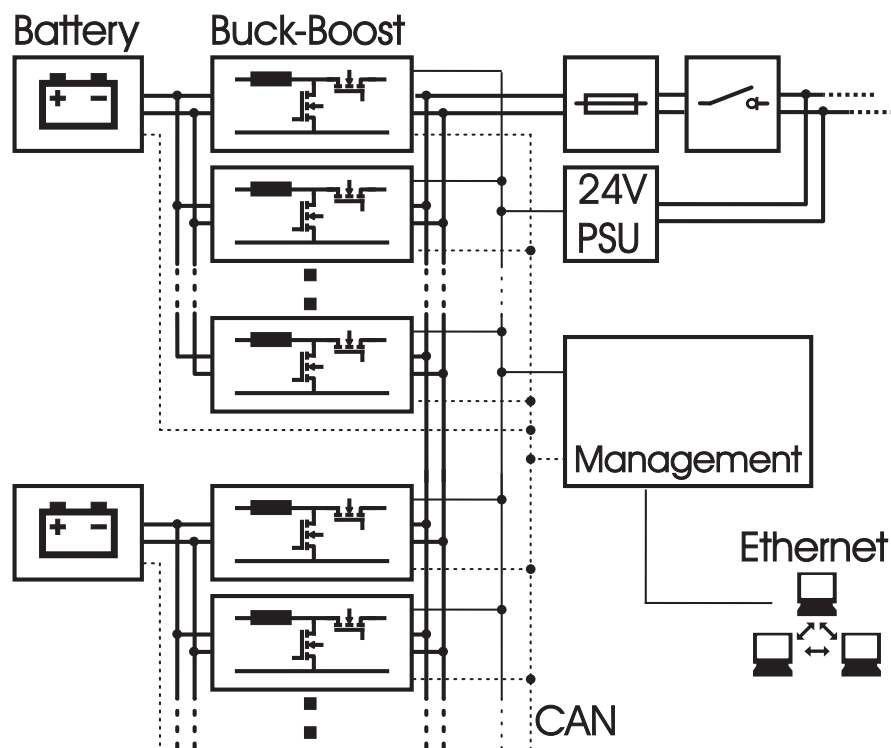 Battery
Buck-Boost
24V
PSU
Management
Ethernet
CAN